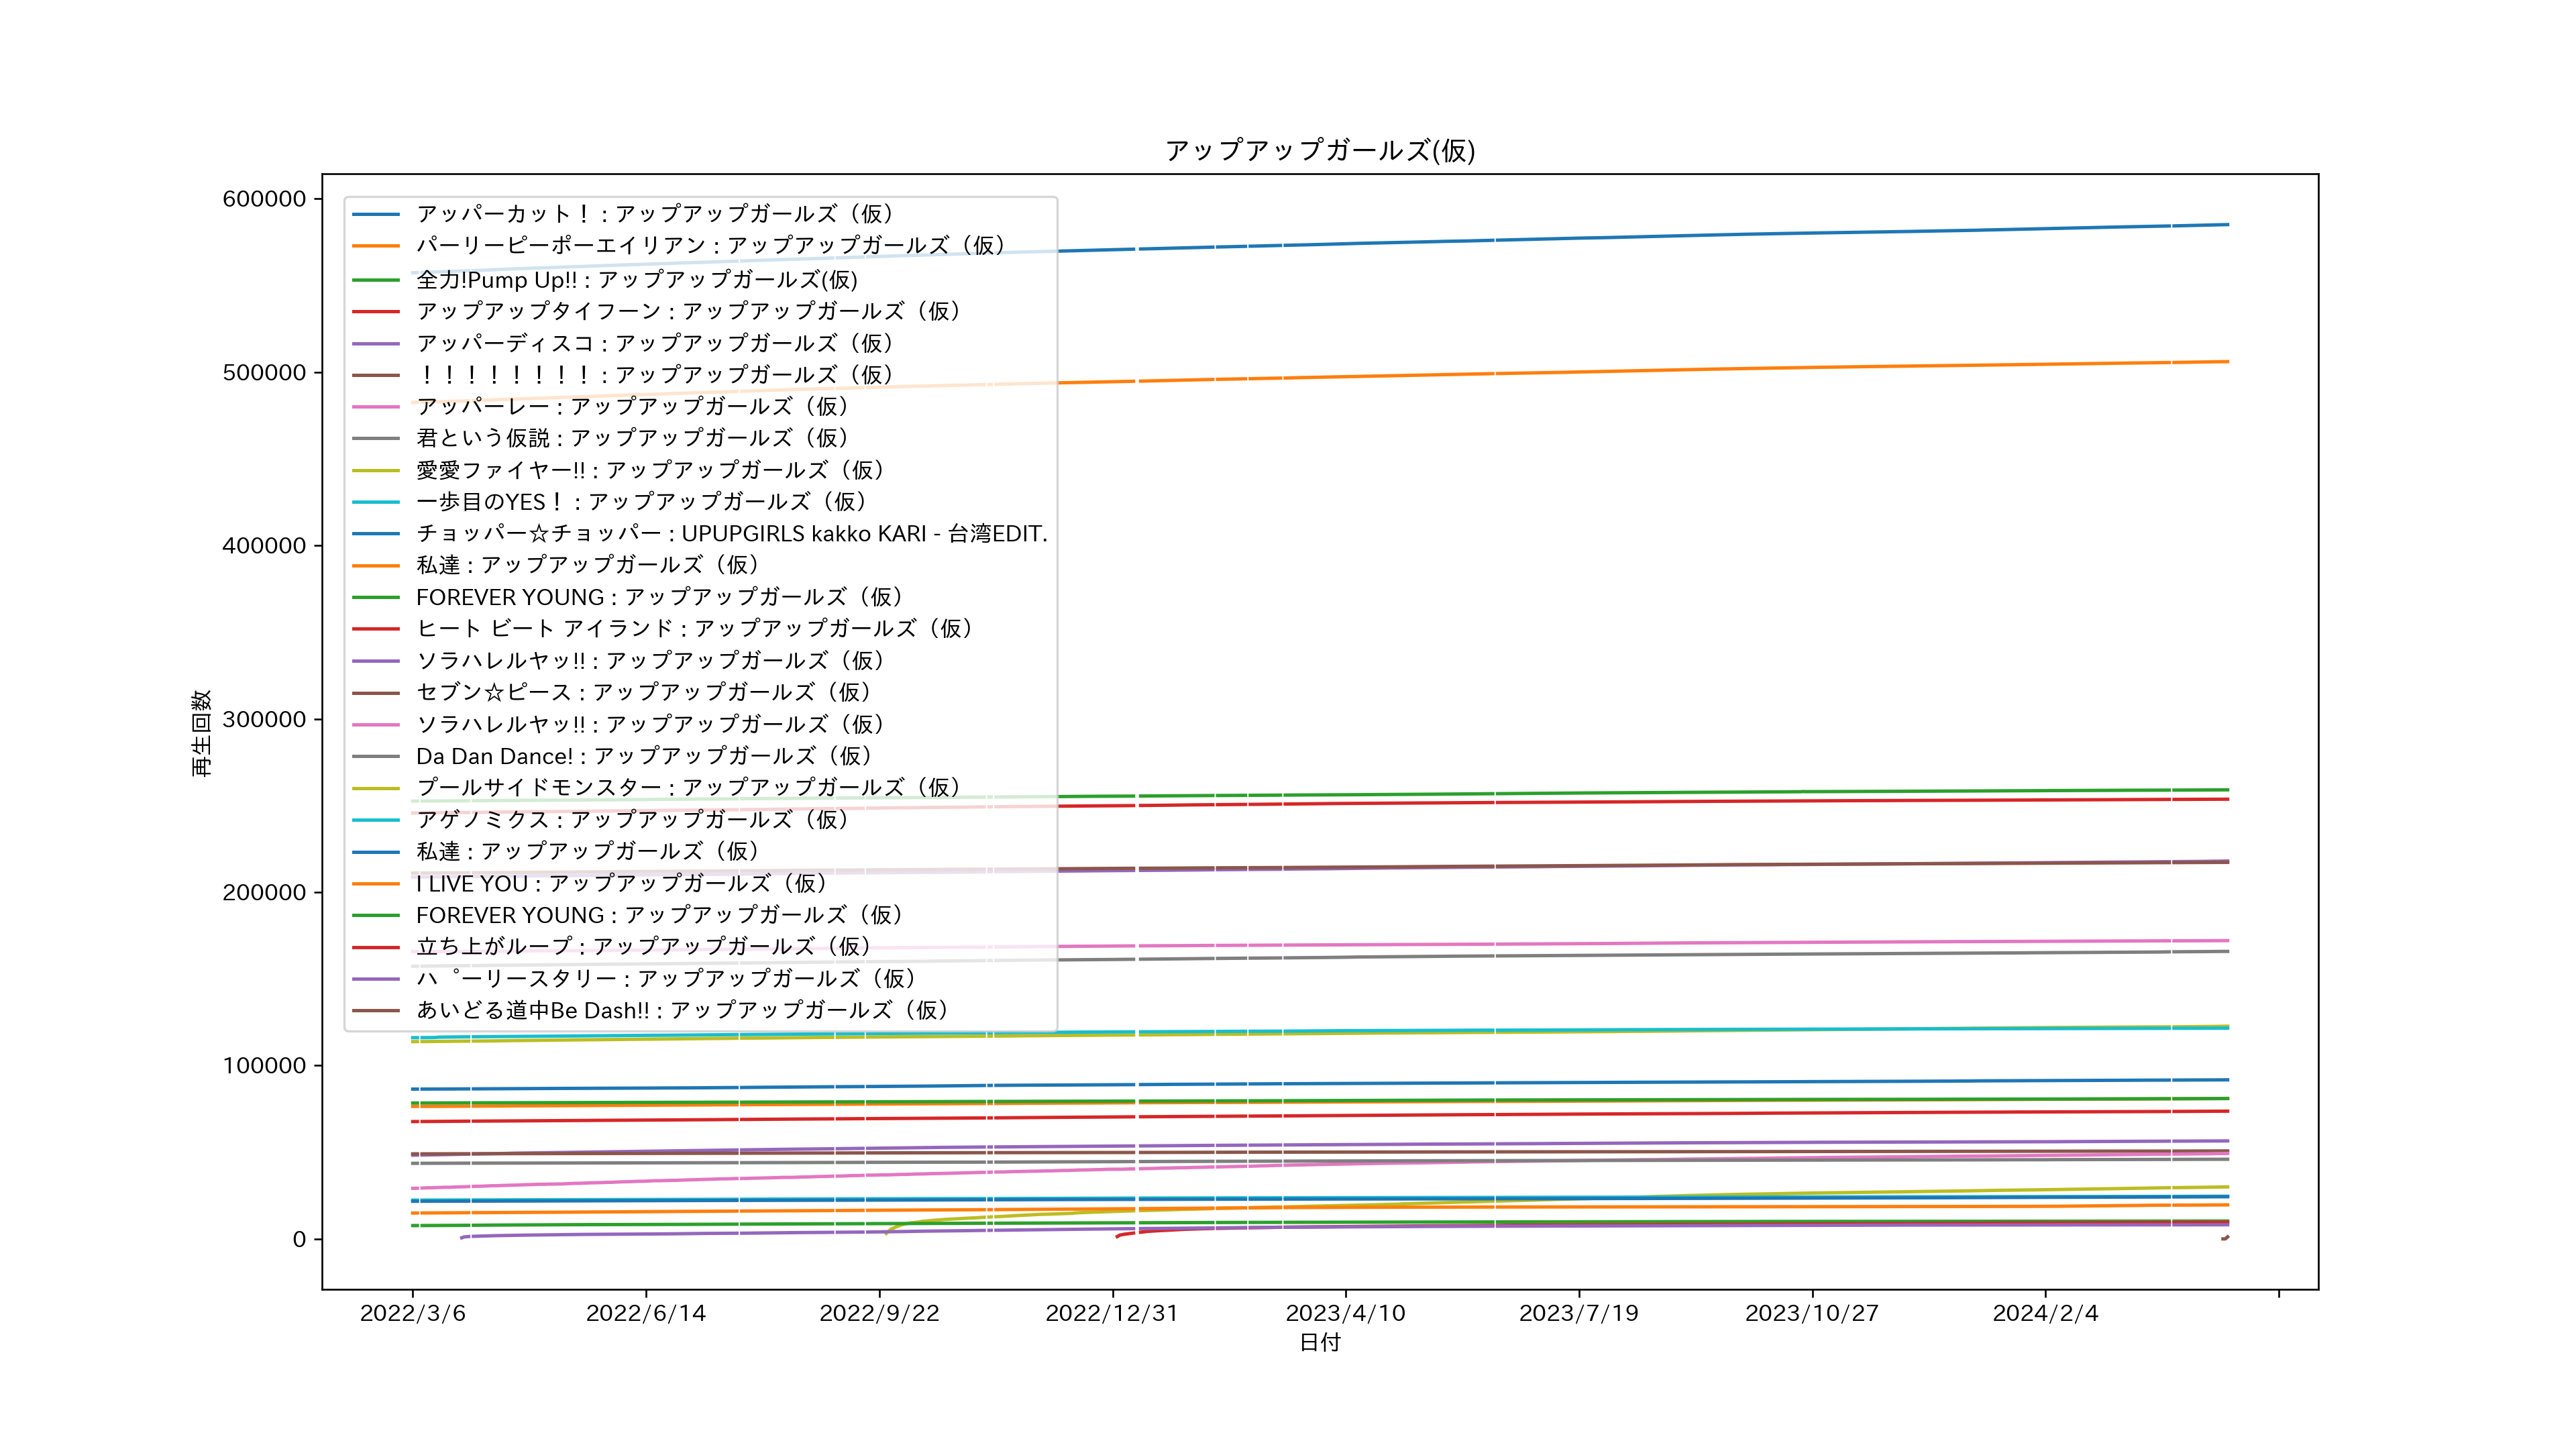 アップアップガールズ(仮)
600000
500000
400000
300000
200000
100000
0
再生回数
アッパーカット！ : アップアップガールズ（仮）
パーリーピーポーエイリアン : アップアップガールズ（仮）
全力!Pump Up!! : アップアップガールズ(仮)
アップアップタイフーン : アップアップガールズ（仮）
アッパーディスコ : アップアップガールズ（仮）
！！！！！！！！ : アップアップガールズ（仮）
アッパーレー : アップアップガールズ（仮）
君という仮説 : アップアップガールズ（仮）
愛愛ファイヤー!! : アップアップガールズ（仮）
一歩目のYES！ : アップアップガールズ（仮）
チョッパー☆チョッパー : UPUPGIRLS kakko KARI - 台湾EDIT.
私達 : アップアップガールズ（仮）
FOREVER YOUNG : アップアップガールズ（仮）
ヒート ビート アイランド : アップアップガールズ（仮）
ソラハレルヤッ!! : アップアップガールズ（仮）
セブン☆ピース : アップアップガールズ（仮）
ソラハレルヤッ!! : アップアップガールズ（仮）
Da Dan Dance! : アップアップガールズ（仮）
プールサイドモンスター : アップアップガールズ（仮）
アゲノミクス : アップアップガールズ（仮）
私達 : アップアップガールズ（仮）
I LIVE YOU : アップアップガールズ（仮）
FOREVER YOUNG : アップアップガールズ（仮）
立ち上がループ : アップアップガールズ（仮）
ハ゜ーリースタリー : アップアップガールズ（仮）
あいどる道中Be Dash!! : アップアップガールズ（仮）
2022/3/6
2022/6/14
2022/9/22
2022/12/31
2023/4/10
2023/7/19
2023/10/27
2024/2/4
日付